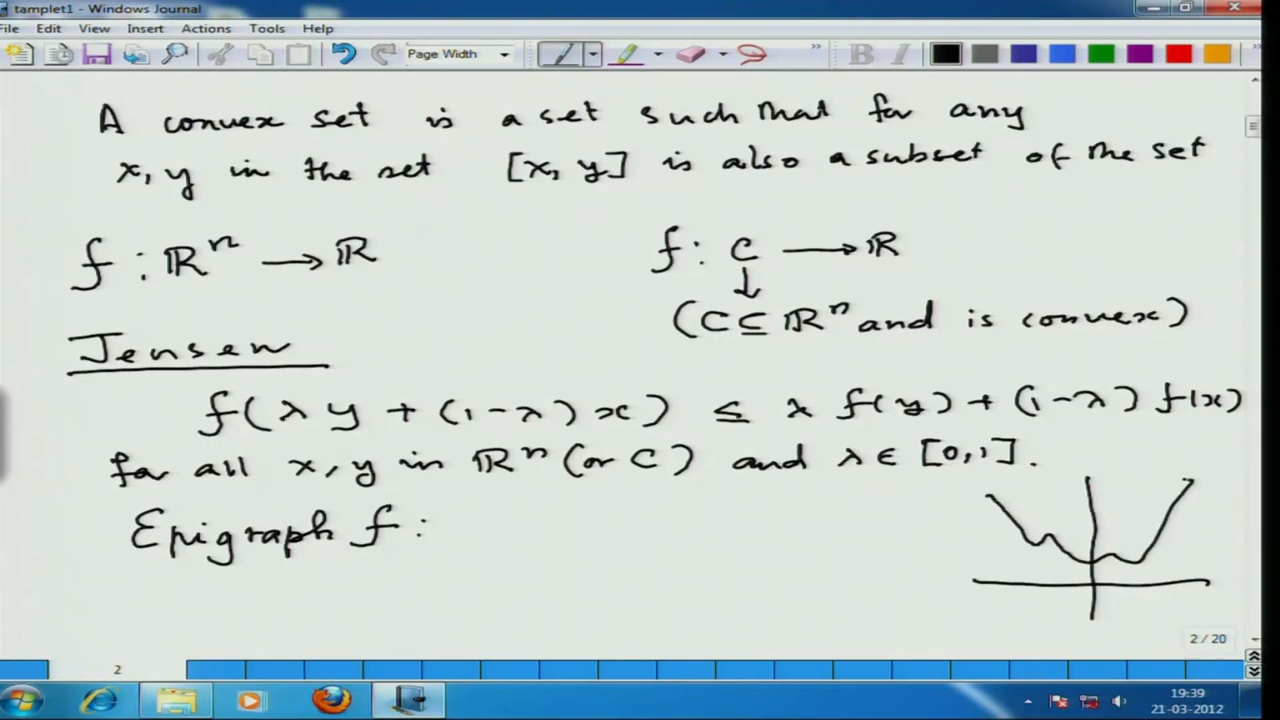 tamplet1 - Windows Journal
File Edit View Insert Actions Tools Help
Page Width
A convex set is a set such that for any
x, y in the set [x, y] is also a subset of the set
f : ℝⁿ → ℝ
f : C → ℝ
↓
(C ⊆ ℝⁿ and is convex)
Jensen
f(λy + (1-λ)x) ≤ λ f(y) + (1-λ) f(x)
for all x, y in ℝⁿ (or C) and λ ∈ [0,1].
Epigraph f :
2 / 20
2
19:39
21-03-2012